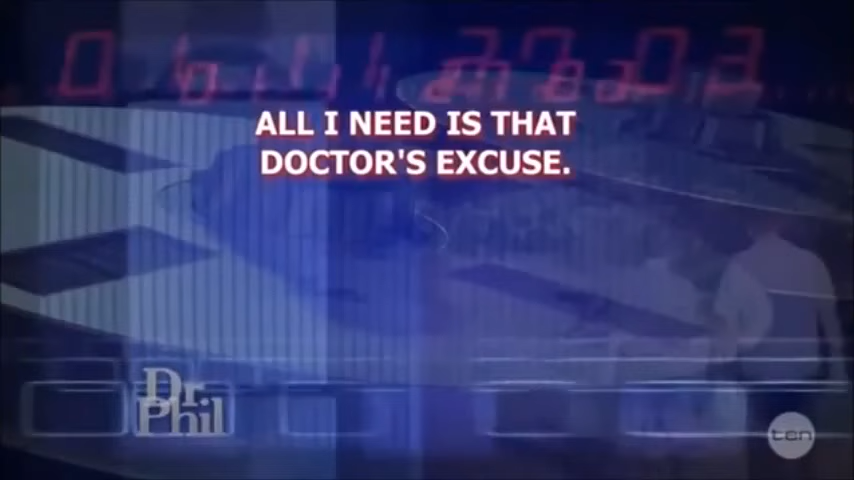 ALL I NEED IS THAT
DOCTOR'S EXCUSE.
Dr.
Phil
ten